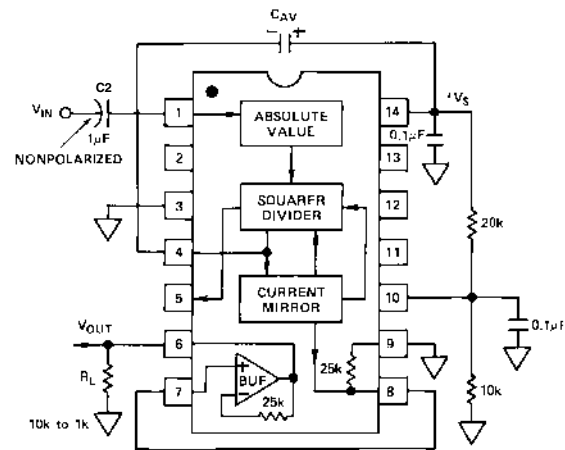 CAV
− +
C2
VIN
1μF
NONPOLARIZED
1
2
3
4
5
6
7
ABSOLUTE
VALUE
SQUARER
DIVIDER
CURRENT
MIRROR
+
BUF
−
25k
25k
14
13
12
11
10
9
8
+VS
0.1μF
20k
0.1μF
10k
VOUT
RL
10k to 1k